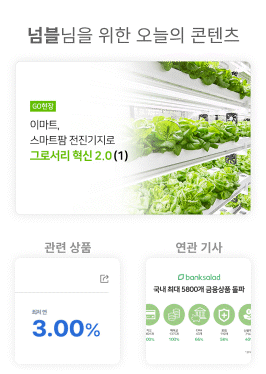 넘블님을 위한 오늘의 콘텐츠
GO현장
이마트,
스마트팜 전진기지로
그로서리 혁신 2.0 (1)
관련 상품
연관 기사
최저 연
3.00%
banksalad
국내 최대 5800개 금융상품 돌파
100%